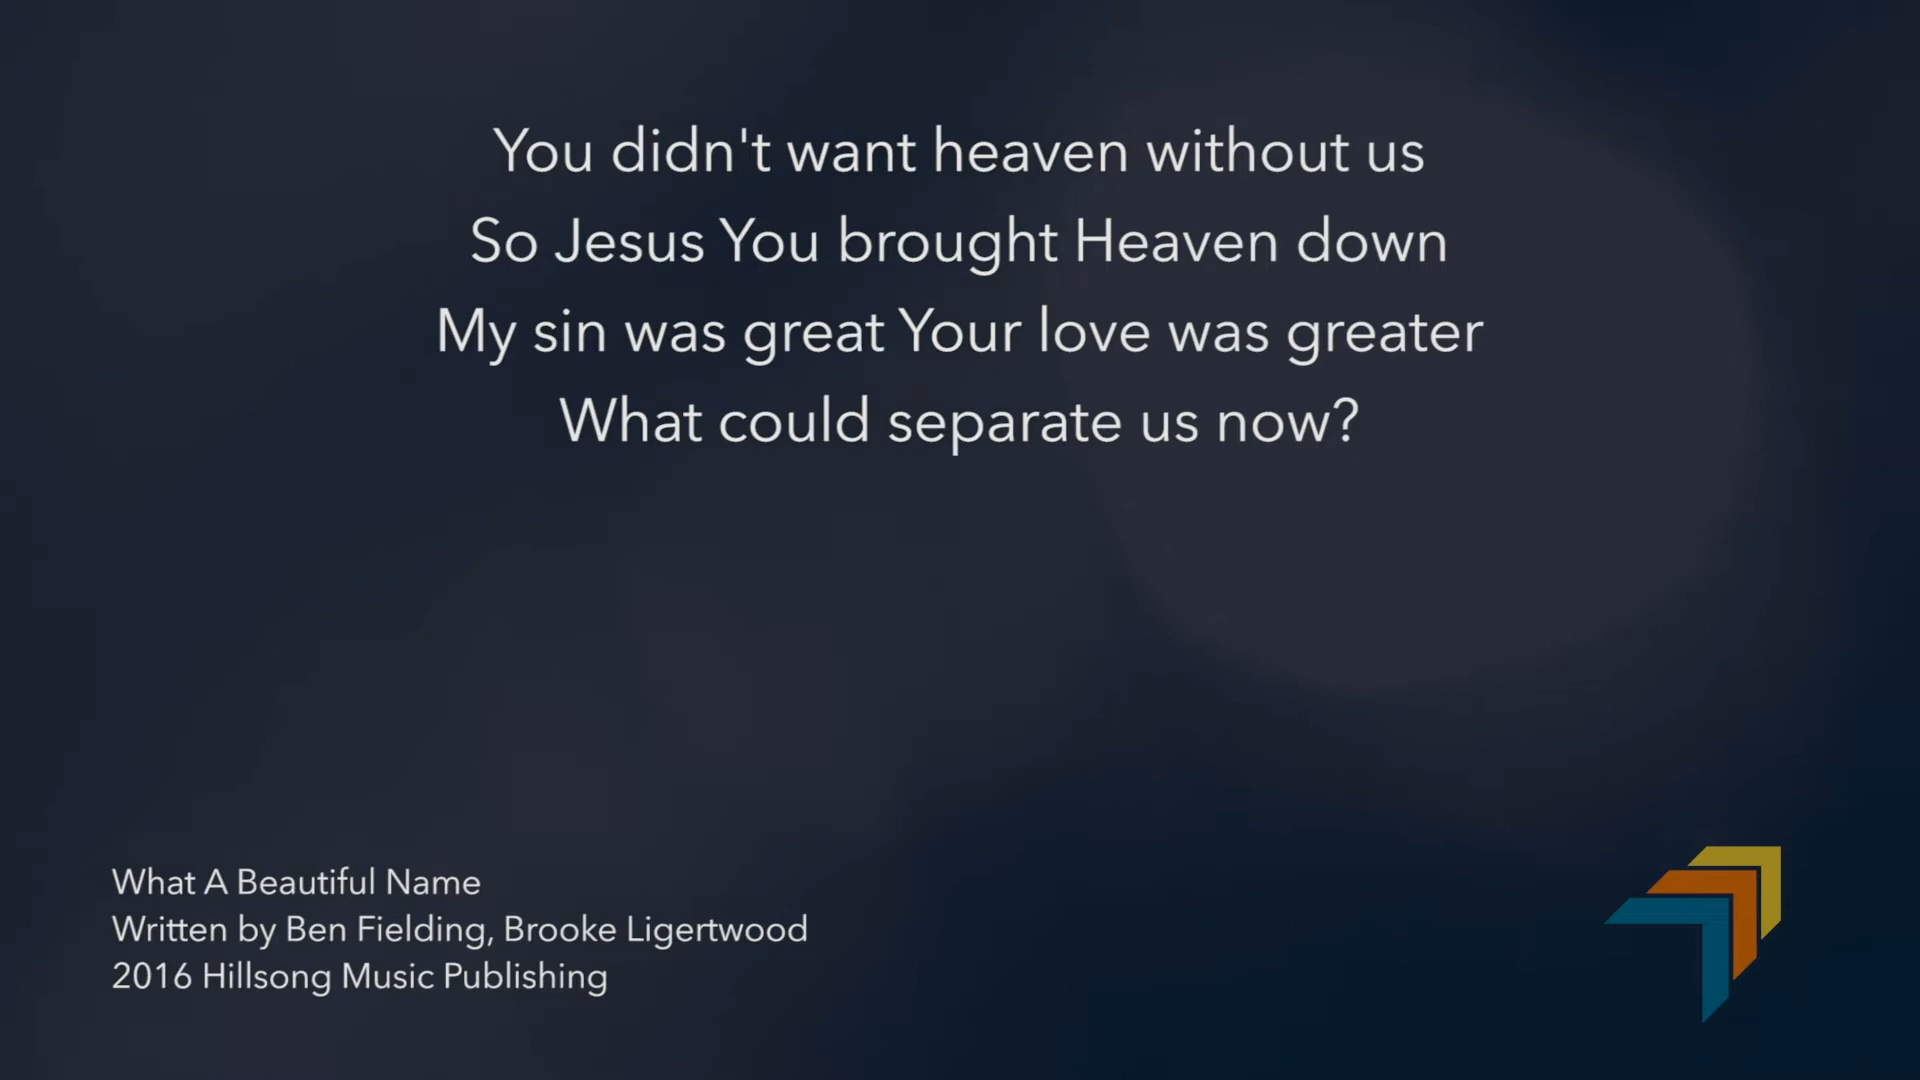 You didn't want heaven without us
So Jesus You brought Heaven down
My sin was great Your love was greater
What could separate us now?
What A Beautiful Name
Written by Ben Fielding, Brooke Ligertwood
2016 Hillsong Music Publishing